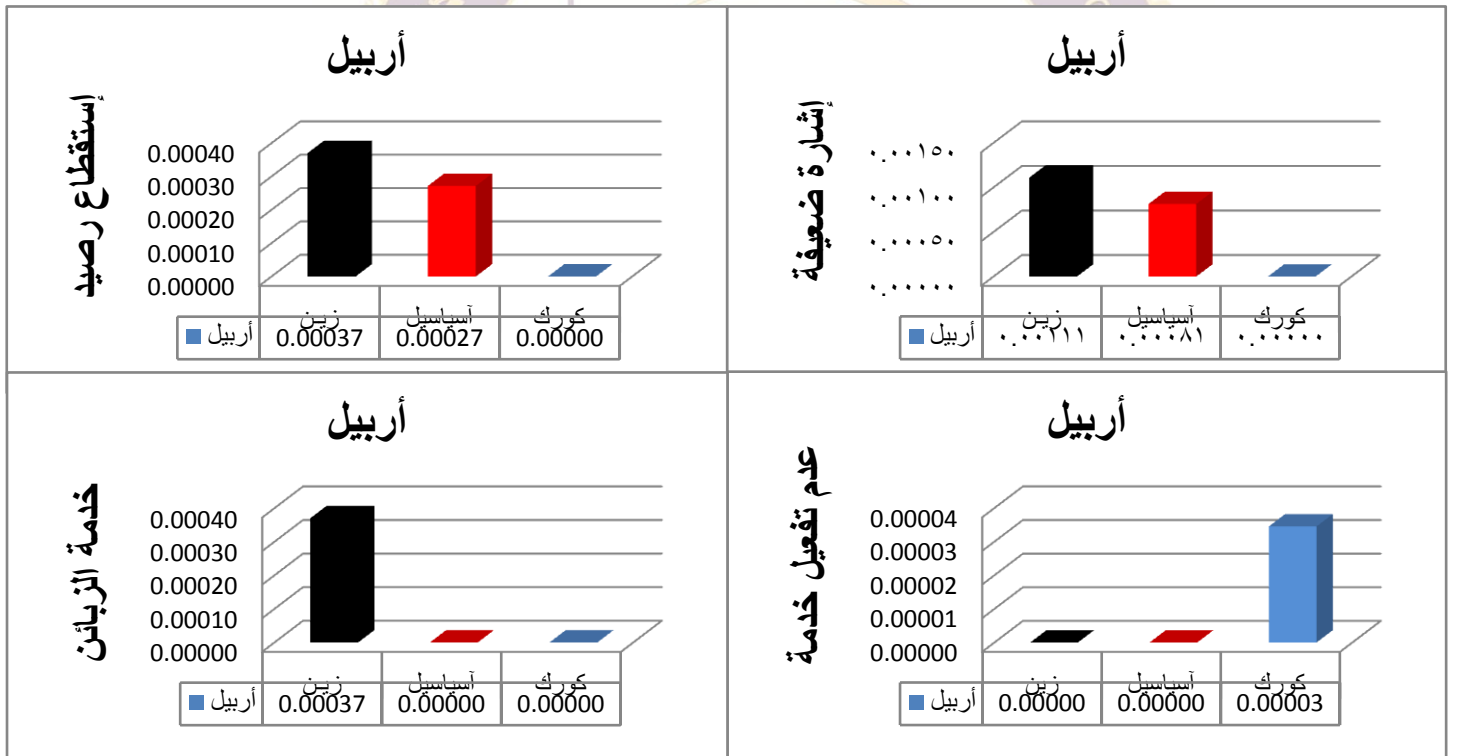 أربيل
إستقطاع رصيد
0.00040
0.00030
0.00020
0.00010
0.00000
زين آسياسيل كورك
أربيل 0.00037 0.00027 0.00000
أربيل
إشارة ضعيفة
٠.٠٠١٥٠
٠.٠٠١٠٠
٠.٠٠٠٥٠
٠.٠٠٠٠٠
زين آسياسيل كورك
أربيل ٠.٠٠١١١ ٠.٠٠٠٨١ ٠.٠٠٠٠٠
أربيل
خدمة الزبائن
0.00040
0.00030
0.00020
0.00010
0.00000
زين آسياسيل كورك
أربيل 0.00037 0.00000 0.00000
أربيل
عدم تفعيل خدمة
0.00004
0.00003
0.00002
0.00001
0.00000
زين آسياسيل كورك
أربيل 0.00000 0.00000 0.00003